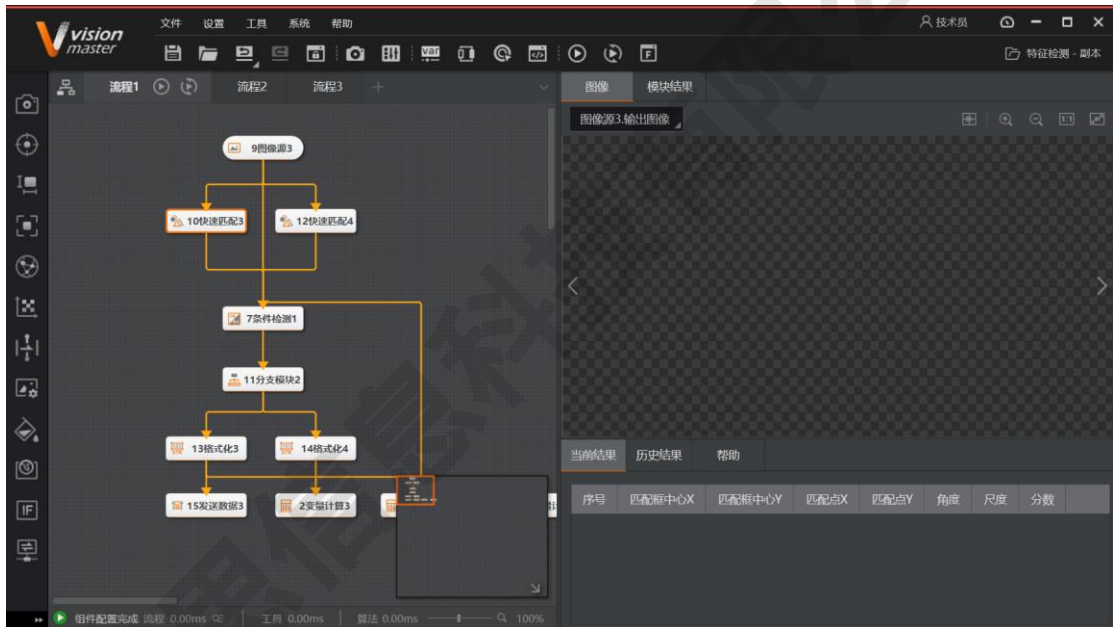 vision master
文件 设置 工具 系统 帮助
技术员
var
F
特征检测 - 副本
流程1 流程2 流程3
图像 模块结果
图像源3.输出图像
1:1
9图像源3
10快速匹配3 12快速匹配4
7条件检测1
11分支模块2
13格式化3 14格式化4
15发送数据3 2变量计算3
IF
当前结果 历史结果 帮助
序号 匹配框中心X 匹配框中心Y 匹配点X 匹配点Y 角度 尺度 分数
组件配置完成 流程 0.00ms 工具 0.00ms 算法 0.00ms 100%